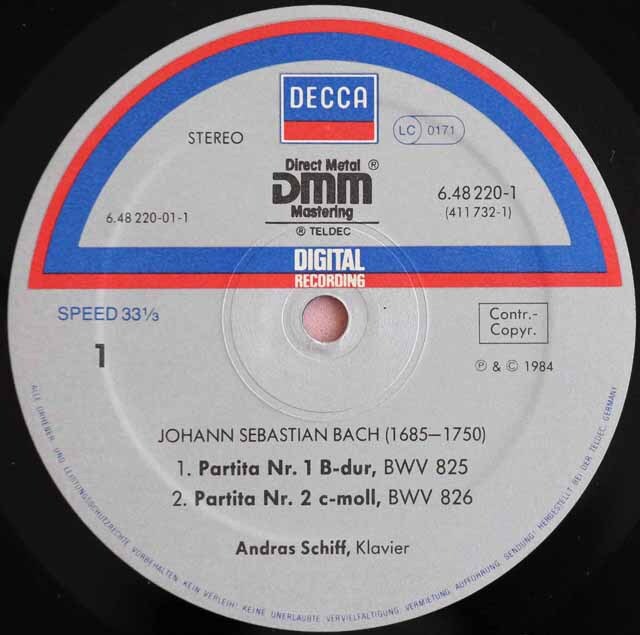 DECCA
STEREO
LC 0171
Direct Metal ®
DMM
Mastering
® TELDEC
6.48 220-01-1
6.48 220-1
(411 732-1)
DIGITAL
RECORDING
SPEED 33⅓
1
Contr.-
Copyr.
℗ & © 1984
JOHANN SEBASTIAN BACH (1685–1750)
1. Partita Nr. 1 B-dur, BWV 825
2. Partita Nr. 2 c-moll, BWV 826
Andras Schiff, Klavier
ALLE URHEBER- UND LEISTUNGSSCHUTZRECHTE VORBEHALTEN. KEIN VERLEIH! KEINE UNERLAUBTE VERVIELFÄLTIGUNG, VERMIETUNG, AUFFÜHRUNG, SENDUNG! HERGESTELLT BEI DER TELDEC, GERMANY